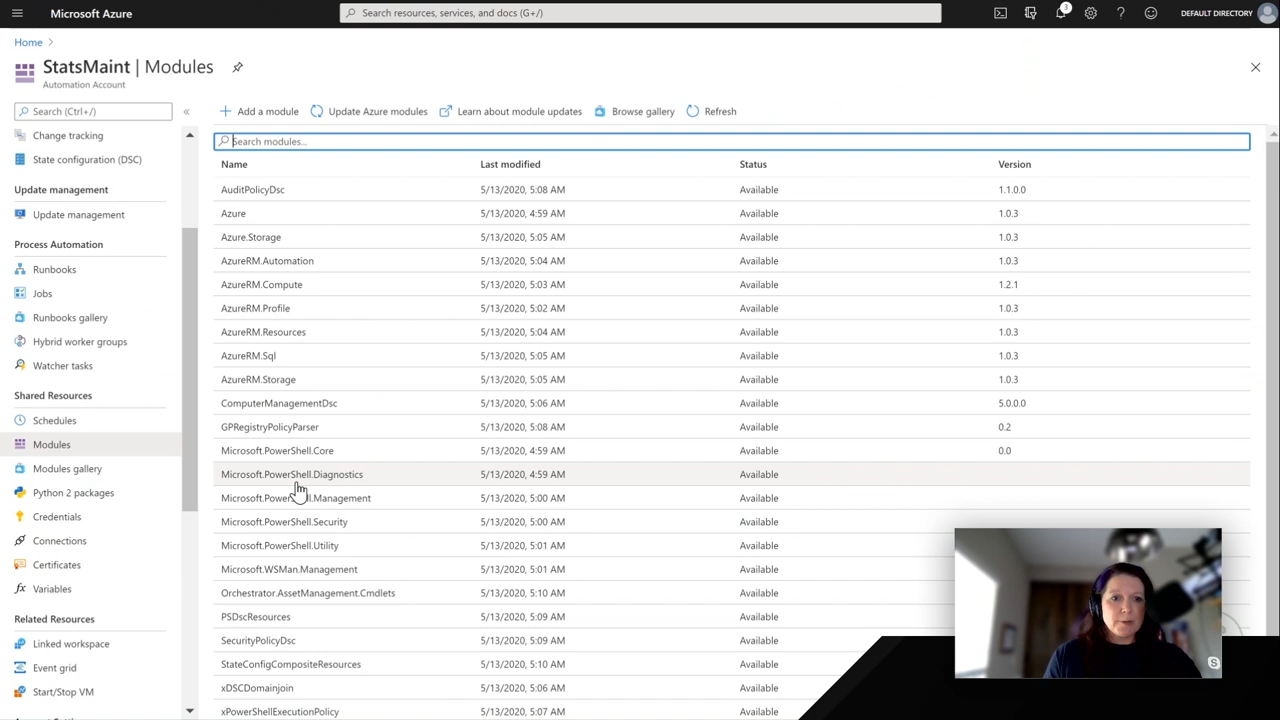 Microsoft Azure
Search resources, services, and docs (G+/)
3
DEFAULT DIRECTORY
Home
StatsMaint | Modules
Automation Account
Search (Ctrl+/)
Change tracking
State configuration (DSC)
Update management
Update management
Process Automation
Runbooks
Jobs
Runbooks gallery
Hybrid worker groups
Watcher tasks
Shared Resources
Schedules
Modules
Modules gallery
Python 2 packages
Credentials
Connections
Certificates
Variables
Related Resources
Linked workspace
Event grid
Start/Stop VM
Add a module Update Azure modules Learn about module updates Browse gallery Refresh
Search modules...
Name Last modified Status Version
AuditPolicyDsc 5/13/2020, 5:08 AM Available 1.1.0.0
Azure 5/13/2020, 4:59 AM Available 1.0.3
Azure.Storage 5/13/2020, 5:05 AM Available 1.0.3
AzureRM.Automation 5/13/2020, 5:04 AM Available 1.0.3
AzureRM.Compute 5/13/2020, 5:03 AM Available 1.2.1
AzureRM.Profile 5/13/2020, 5:02 AM Available 1.0.3
AzureRM.Resources 5/13/2020, 5:04 AM Available 1.0.3
AzureRM.Sql 5/13/2020, 5:05 AM Available 1.0.3
AzureRM.Storage 5/13/2020, 5:05 AM Available 1.0.3
ComputerManagementDsc 5/13/2020, 5:06 AM Available 5.0.0.0
GPRegistryPolicyParser 5/13/2020, 5:08 AM Available 0.2
Microsoft.PowerShell.Core 5/13/2020, 4:59 AM Available 0.0
Microsoft.PowerShell.Diagnostics 5/13/2020, 4:59 AM Available
Microsoft.PowerShell.Management 5/13/2020, 5:00 AM Available
Microsoft.PowerShell.Security 5/13/2020, 5:00 AM Available
Microsoft.PowerShell.Utility 5/13/2020, 5:01 AM Available
Microsoft.WSMan.Management 5/13/2020, 5:01 AM Available
Orchestrator.AssetManagement.Cmdlets 5/13/2020, 5:10 AM Available
PSDscResources 5/13/2020, 5:09 AM Available
SecurityPolicyDsc 5/13/2020, 5:09 AM Available
StateConfigCompositeResources 5/13/2020, 5:10 AM Available
xDSCDomainjoin 5/13/2020, 5:06 AM Available
xPowerShellExecutionPolicy 5/13/2020, 5:07 AM Available